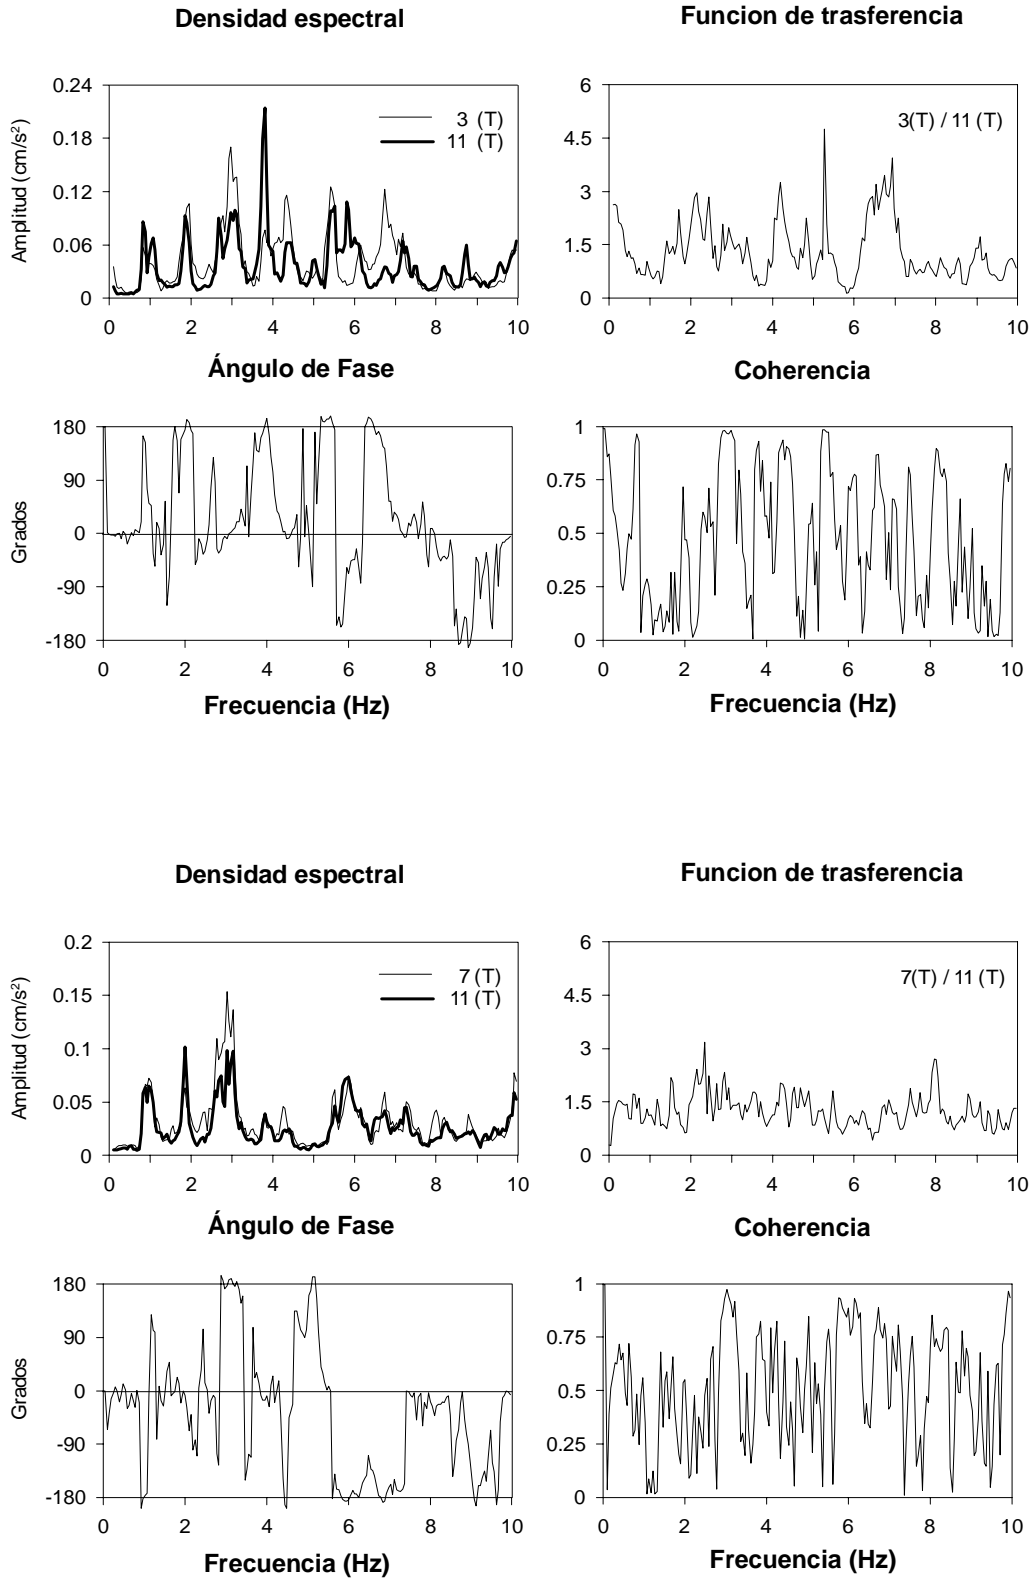 Densidad espectral
Funcion de trasferencia
Amplitud (cm/s²)
0.24
0.18
0.12
0.06
0
3 (T)
11 (T)
0 2 4 6 8 10
6
4.5
3
1.5
0
3(T) / 11 (T)
0 2 4 6 8 10
Ángulo de Fase
Coherencia
Grados
180
90
0
-90
-180
0 2 4 6 8 10
Frecuencia (Hz)
1
0.75
0.5
0.25
0
0 2 4 6 8 10
Frecuencia (Hz)
Densidad espectral
Funcion de trasferencia
Amplitud (cm/s²)
0.2
0.15
0.1
0.05
0
7 (T)
11 (T)
0 2 4 6 8 10
6
4.5
3
1.5
0
7(T) / 11 (T)
0 2 4 6 8 10
Ángulo de Fase
Coherencia
Grados
180
90
0
-90
-180
0 2 4 6 8 10
Frecuencia (Hz)
1
0.75
0.5
0.25
0
0 2 4 6 8 10
Frecuencia (Hz)